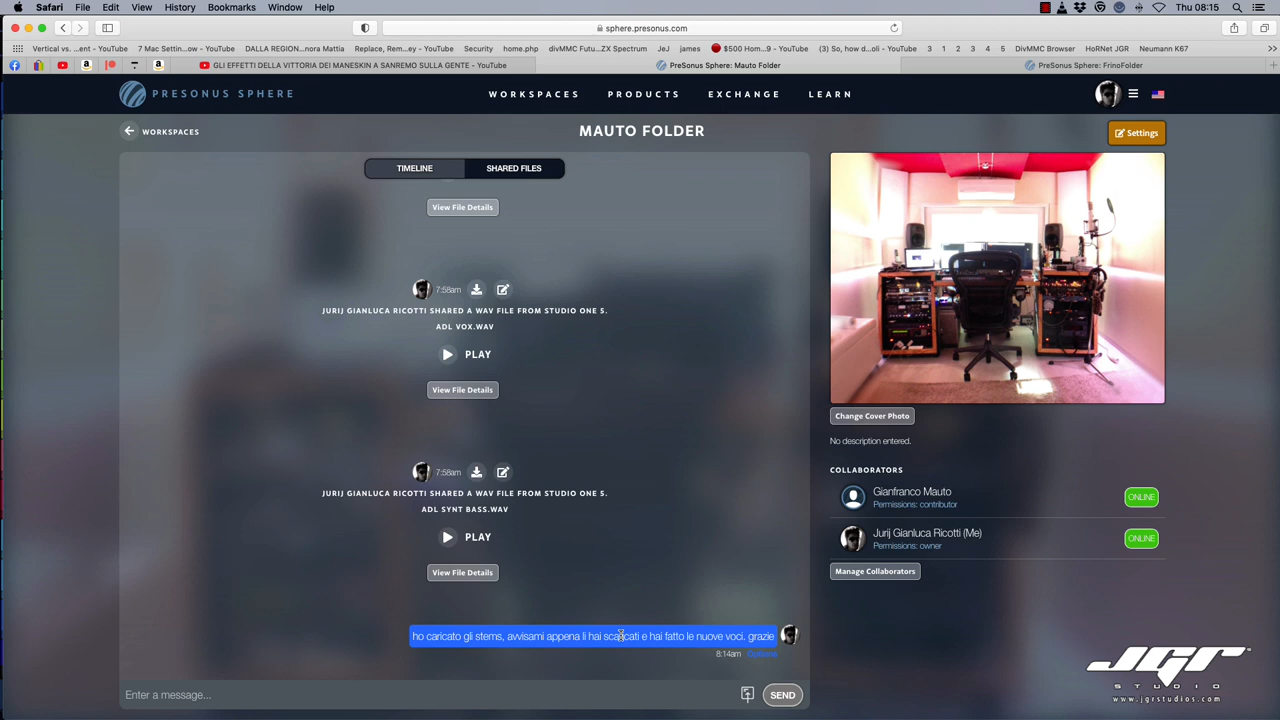 Safari File Edit View History Bookmarks Window Help Thu 08:15
sphere.presonus.com
Vertical vs. ...ent - YouTube 7 Mac Settin...ow - YouTube DALLA REGION...nora Mattia Replace, Rem...ey - YouTube Security home.php divMMC Futu...ZX Spectrum JeJ james $500 Hom...9 - YouTube (3) So, how d...oli - YouTube 3 1 2 3 4 5 DivMMC Browser HoRNet JGR Neumann K67
GLI EFFETTI DELLA VITTORIA DEI MANESKIN A SANREMO SULLA GENTE - YouTube PreSonus Sphere: Mauto Folder PreSonus Sphere: FrinoFolder
PRESONUS SPHERE WORKSPACES PRODUCTS EXCHANGE LEARN
WORKSPACES MAUTO FOLDER Settings
TIMELINE SHARED FILES
View File Details
7:58am
JURIJ GIANLUCA RICOTTI SHARED A WAV FILE FROM STUDIO ONE 5.
ADL VOX.WAV
PLAY
View File Details
7:58am
JURIJ GIANLUCA RICOTTI SHARED A WAV FILE FROM STUDIO ONE 5.
ADL SYNT BASS.WAV
PLAY
View File Details
ho caricato gli stems, avvisami appena li hai scaricati e hai fatto le nuove voci. grazie
8:14am Options
Enter a message... SEND
Change Cover Photo
No description entered.
COLLABORATORS
Gianfranco Mauto
Permissions: contributor
ONLINE
Jurij Gianluca Ricotti (Me)
Permissions: owner
ONLINE
Manage Collaborators
JGR
STUDIO
www.jgrstudios.com